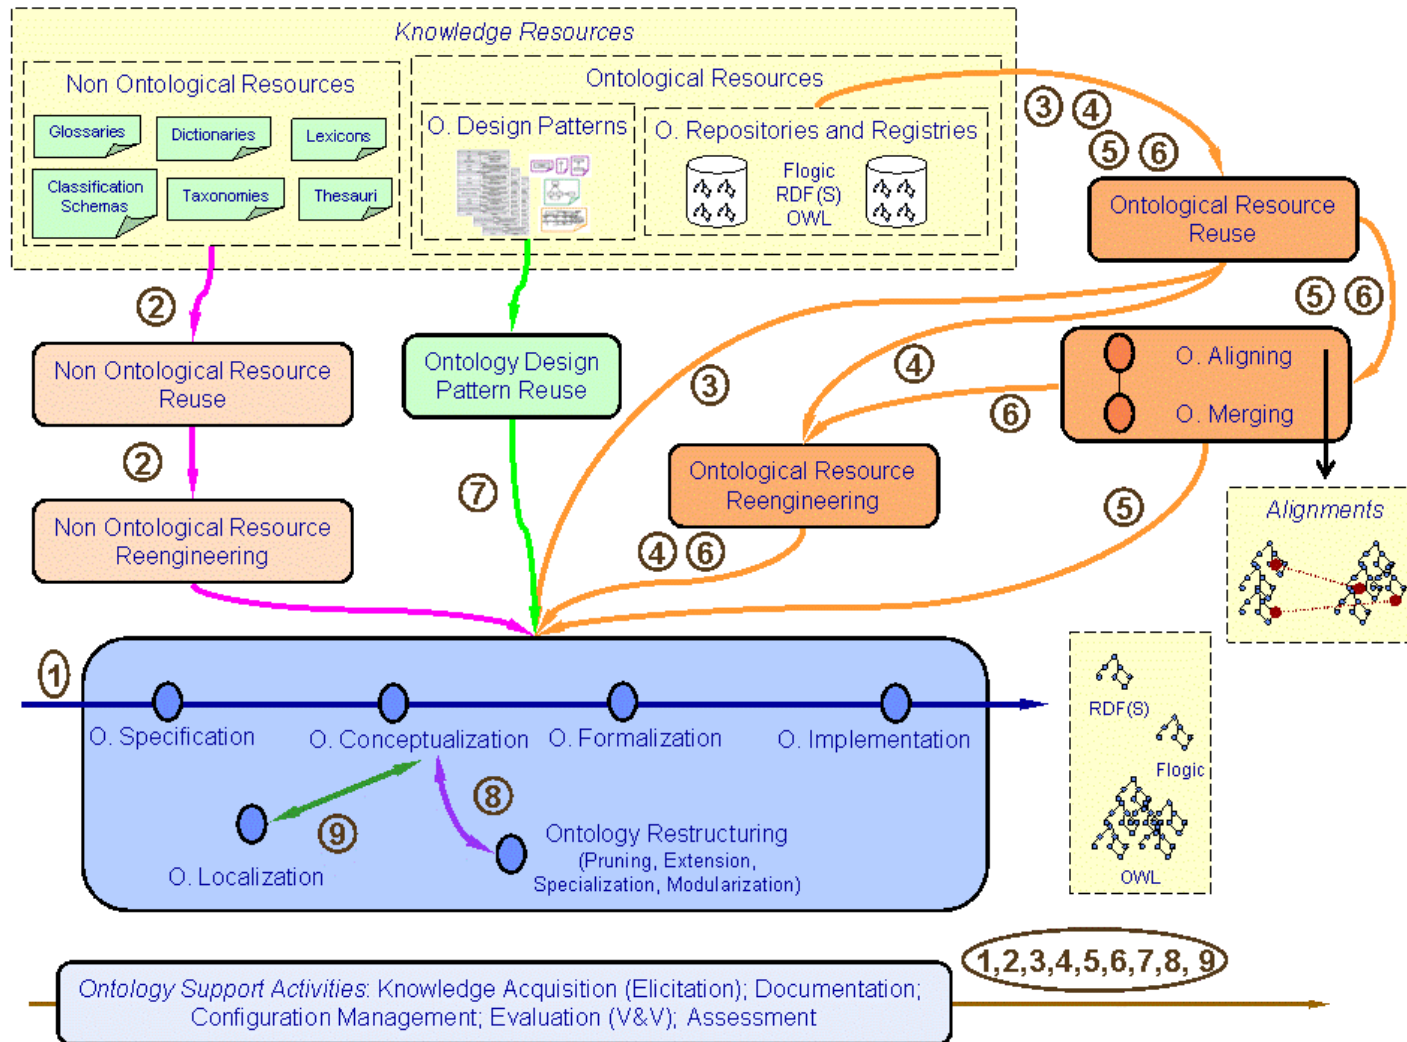 Knowledge Resources
Non Ontological Resources
Glossaries
Dictionaries
Lexicons
Classification
Schemas
Taxonomies
Thesauri
Ontological Resources
O. Design Patterns
O. Repositories and Registries
Flogic
RDF(S)
OWL
3
4
5
6
Ontological Resource
Reuse
5
6
2
Non Ontological Resource
Reuse
2
Non Ontological Resource
Reengineering
Ontology Design
Pattern Reuse
7
3
4
6
O. Aligning
O. Merging
Ontological Resource
Reengineering
4
6
5
Alignments
1
O. Specification
O. Conceptualization
O. Formalization
O. Implementation
9
8
O. Localization
Ontology Restructuring
(Pruning, Extension,
Specialization, Modularization)
RDF(S)
Flogic
OWL
1,2,3,4,5,6,7,8, 9
Ontology Support Activities: Knowledge Acquisition (Elicitation); Documentation;
Configuration Management; Evaluation (V&V); Assessment